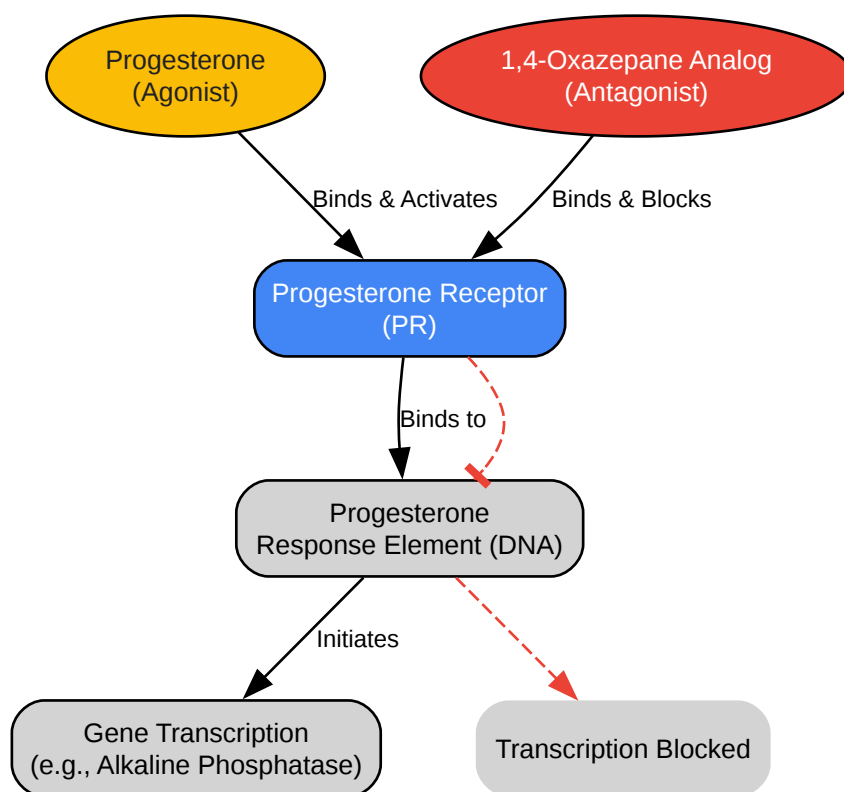 Progesterone
(Agonist)
1,4-Oxazepane Analog
(Antagonist)
Binds & Activates
Binds & Blocks
Progesterone Receptor
(PR)
Binds to
Progesterone
Response Element (DNA)
Initiates
Gene Transcription
(e.g., Alkaline Phosphatase)
Transcription Blocked